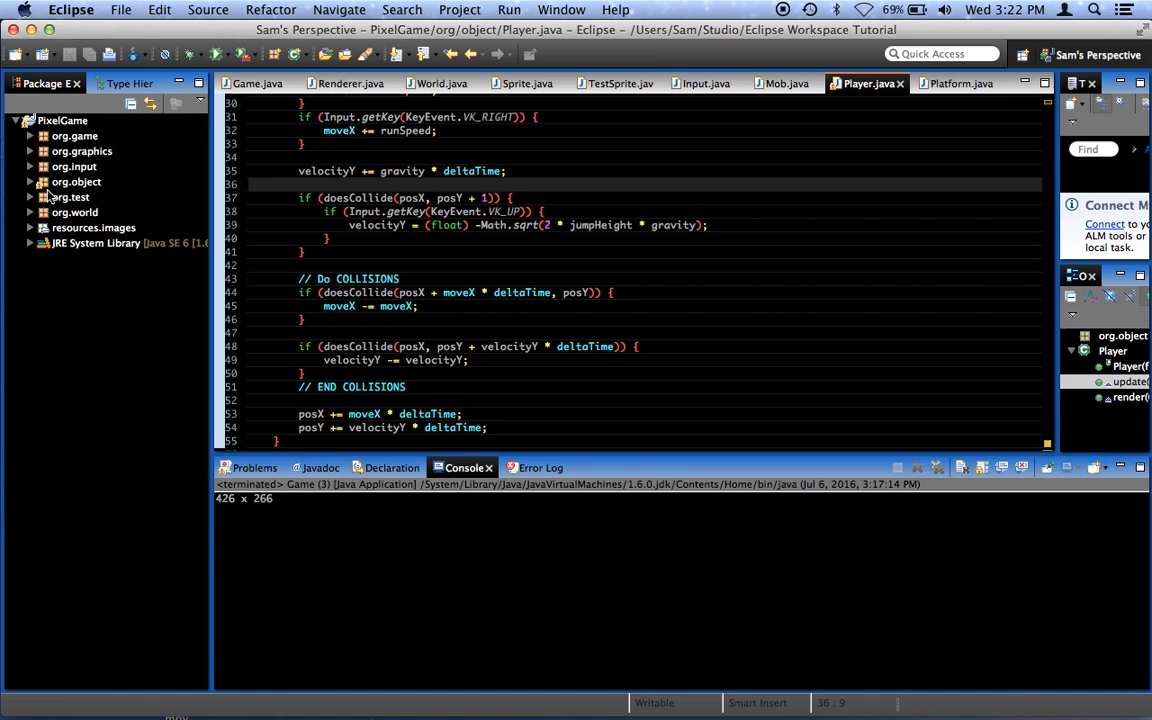 Eclipse File Edit Source Refactor Navigate Search Project Run Window Help 69% Wed 3:22 PM
Sam's Perspective - PixelGame/org/object/Player.java - Eclipse - /Users/Sam/Studio/Eclipse Workspace Tutorial
Quick Access Sam's Perspective
Package E Type Hier
Game.java Renderer.java World.java Sprite.java TestSprite.jav Input.java Mob.java Player.java Platform.java T
PixelGame
org.game
org.graphics
org.input
org.object
org.test
org.world
resources.images
JRE System Library [Java SE 6 [1.6
30 }
31 if (Input.getKey(KeyEvent.VK_RIGHT)) {
32 moveX += runSpeed;
33 }
34
35 velocityY += gravity * deltaTime;
36
37 if (doesCollide(posX, posY + 1)) {
38 if (Input.getKey(KeyEvent.VK_UP)) {
39 velocityY = (float) -Math.sqrt(2 * jumpHeight * gravity);
40 }
41 }
42
43 // Do COLLISIONS
44 if (doesCollide(posX + moveX * deltaTime, posY)) {
45 moveX -= moveX;
46 }
47
48 if (doesCollide(posX, posY + velocityY * deltaTime)) {
49 velocityY -= velocityY;
50 }
51 // END COLLISIONS
52
53 posX += moveX * deltaTime;
54 posY += velocityY * deltaTime;
55 }
Find
Connect M
Connect to
ALM tools or
local task.
O
org.object
Player
Player(f
update(
render(
Problems Javadoc Declaration Console Error Log
<terminated> Game (3) [Java Application] /System/Library/Java/JavaVirtualMachines/1.6.0.jdk/Contents/Home/bin/java (Jul 6, 2016, 3:17:14 PM)
426 x 266
Writable Smart Insert 36 : 9